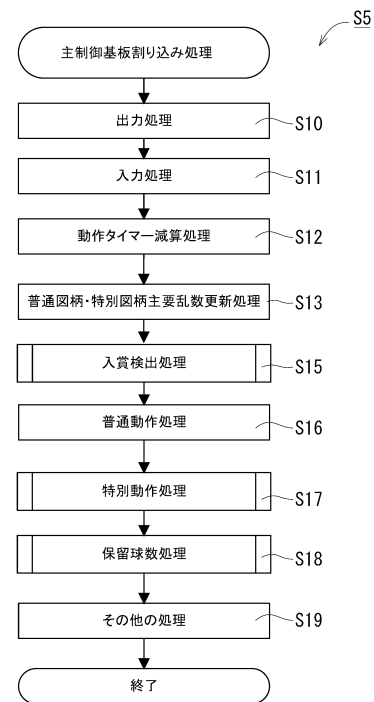 S5
主制御基板割り込み処理
出力処理
S10
入力処理
S11
動作タイマー減算処理
S12
普通図柄・特別図柄主要乱数更新処理
S13
入賞検出処理
S15
普通動作処理
S16
特別動作処理
S17
保留球数処理
S18
その他の処理
S19
終了